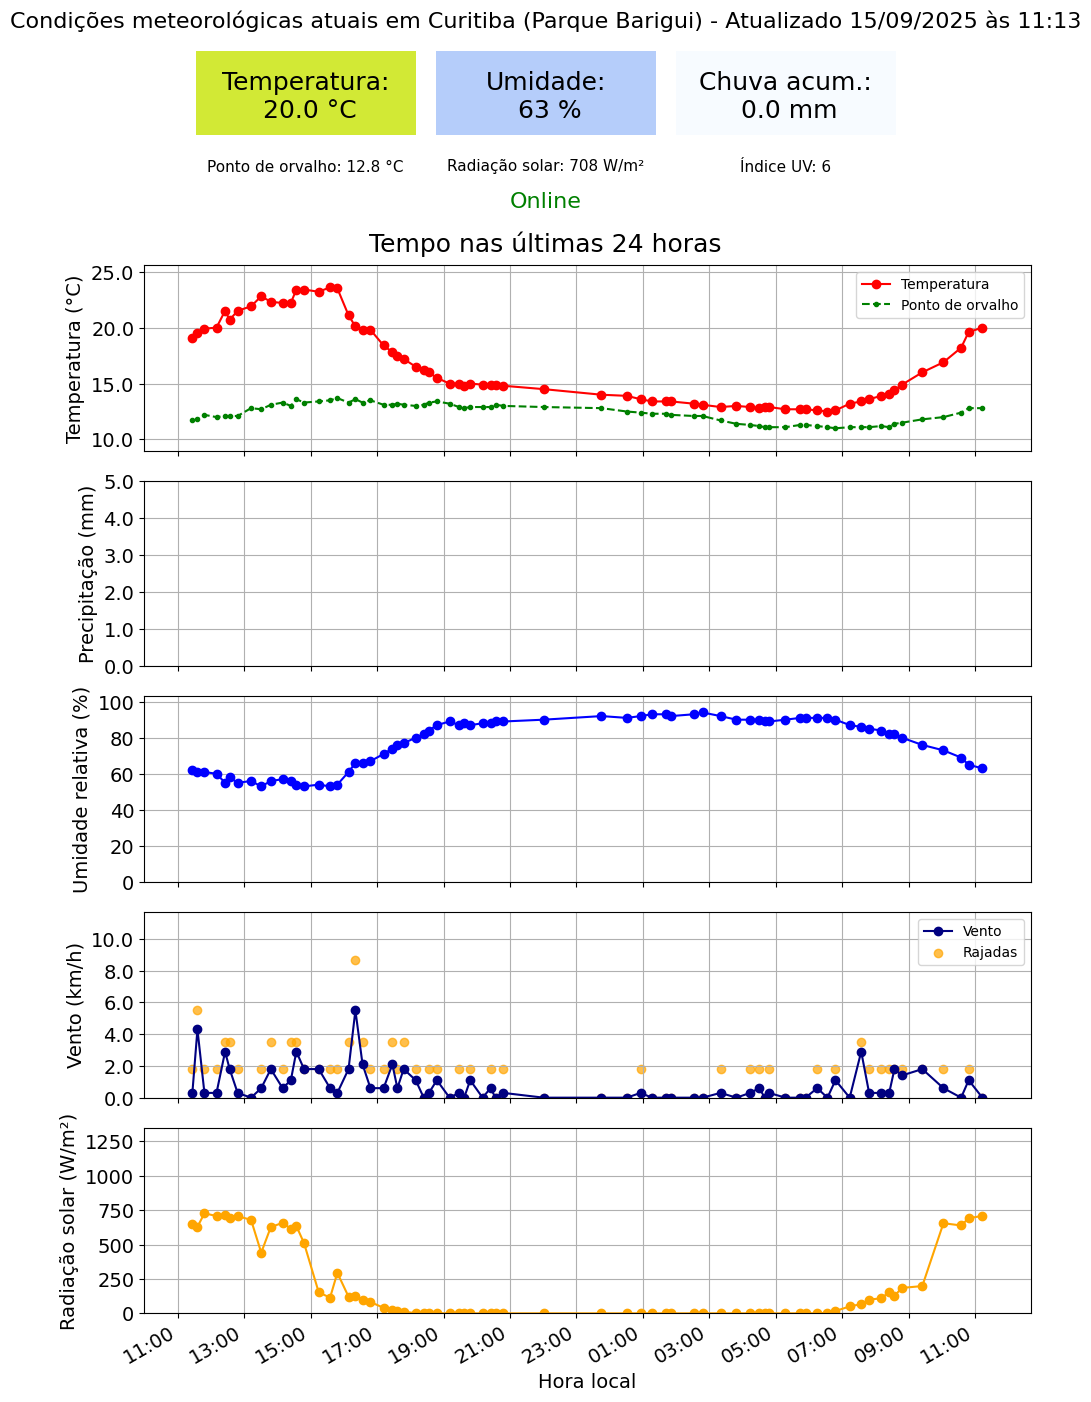 Condições meteorológicas atuais em Curitiba (Parque Barigui) - Atualizado 15/09/2025 às 11:13
Temperatura:
20.0 °C
Umidade:
63 %
Chuva acum.:
0.0 mm
Ponto de orvalho: 12.8 °C
Radiação solar: 708 W/m²
Índice UV: 6
Online
Tempo nas últimas 24 horas
Temperatura (°C)
25.0
20.0
15.0
10.0
Temperatura
Ponto de orvalho
Precipitação (mm)
5.0
4.0
3.0
2.0
1.0
0.0
Umidade relativa (%)
100
80
60
40
20
0
Vento (km/h)
10.0
8.0
6.0
4.0
2.0
0.0
Vento
Rajadas
Radiação solar (W/m²)
1250
1000
750
500
250
0
11:00
13:00
15:00
17:00
19:00
21:00
23:00
01:00
03:00
05:00
07:00
09:00
11:00
Hora local